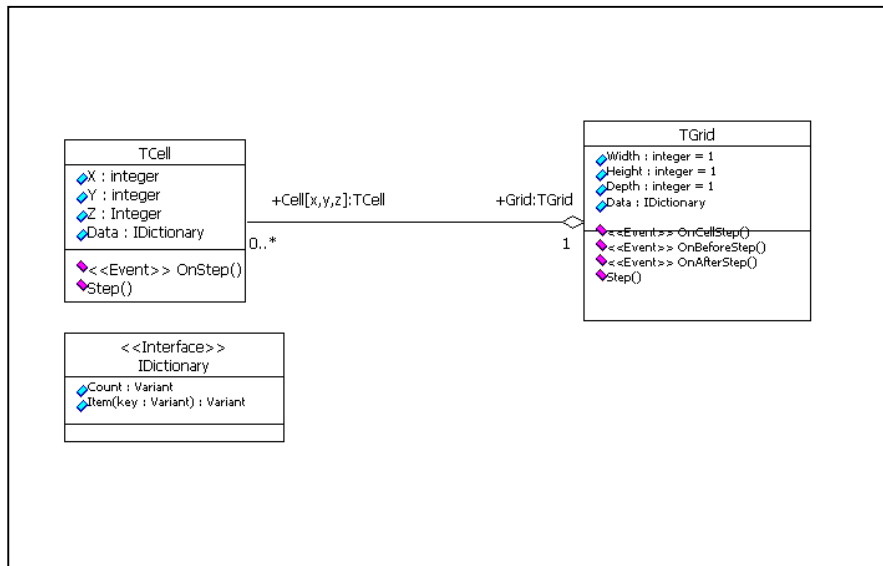 TCell
X : integer
Y : integer
Z : Integer
Data : IDictionary
<<Event>> OnStep()
Step()
+Cell[x,y,z]:TCell
0..*
+Grid:TGrid
1
TGrid
Width : integer = 1
Height : integer = 1
Depth : integer = 1
Data : IDictionary
<<Event>> OnCellStep()
<<Event>> OnBeforeStep()
<<Event>> OnAfterStep()
Step()
<<Interface>>
IDictionary
Count : Variant
Item(key : Variant) : Variant